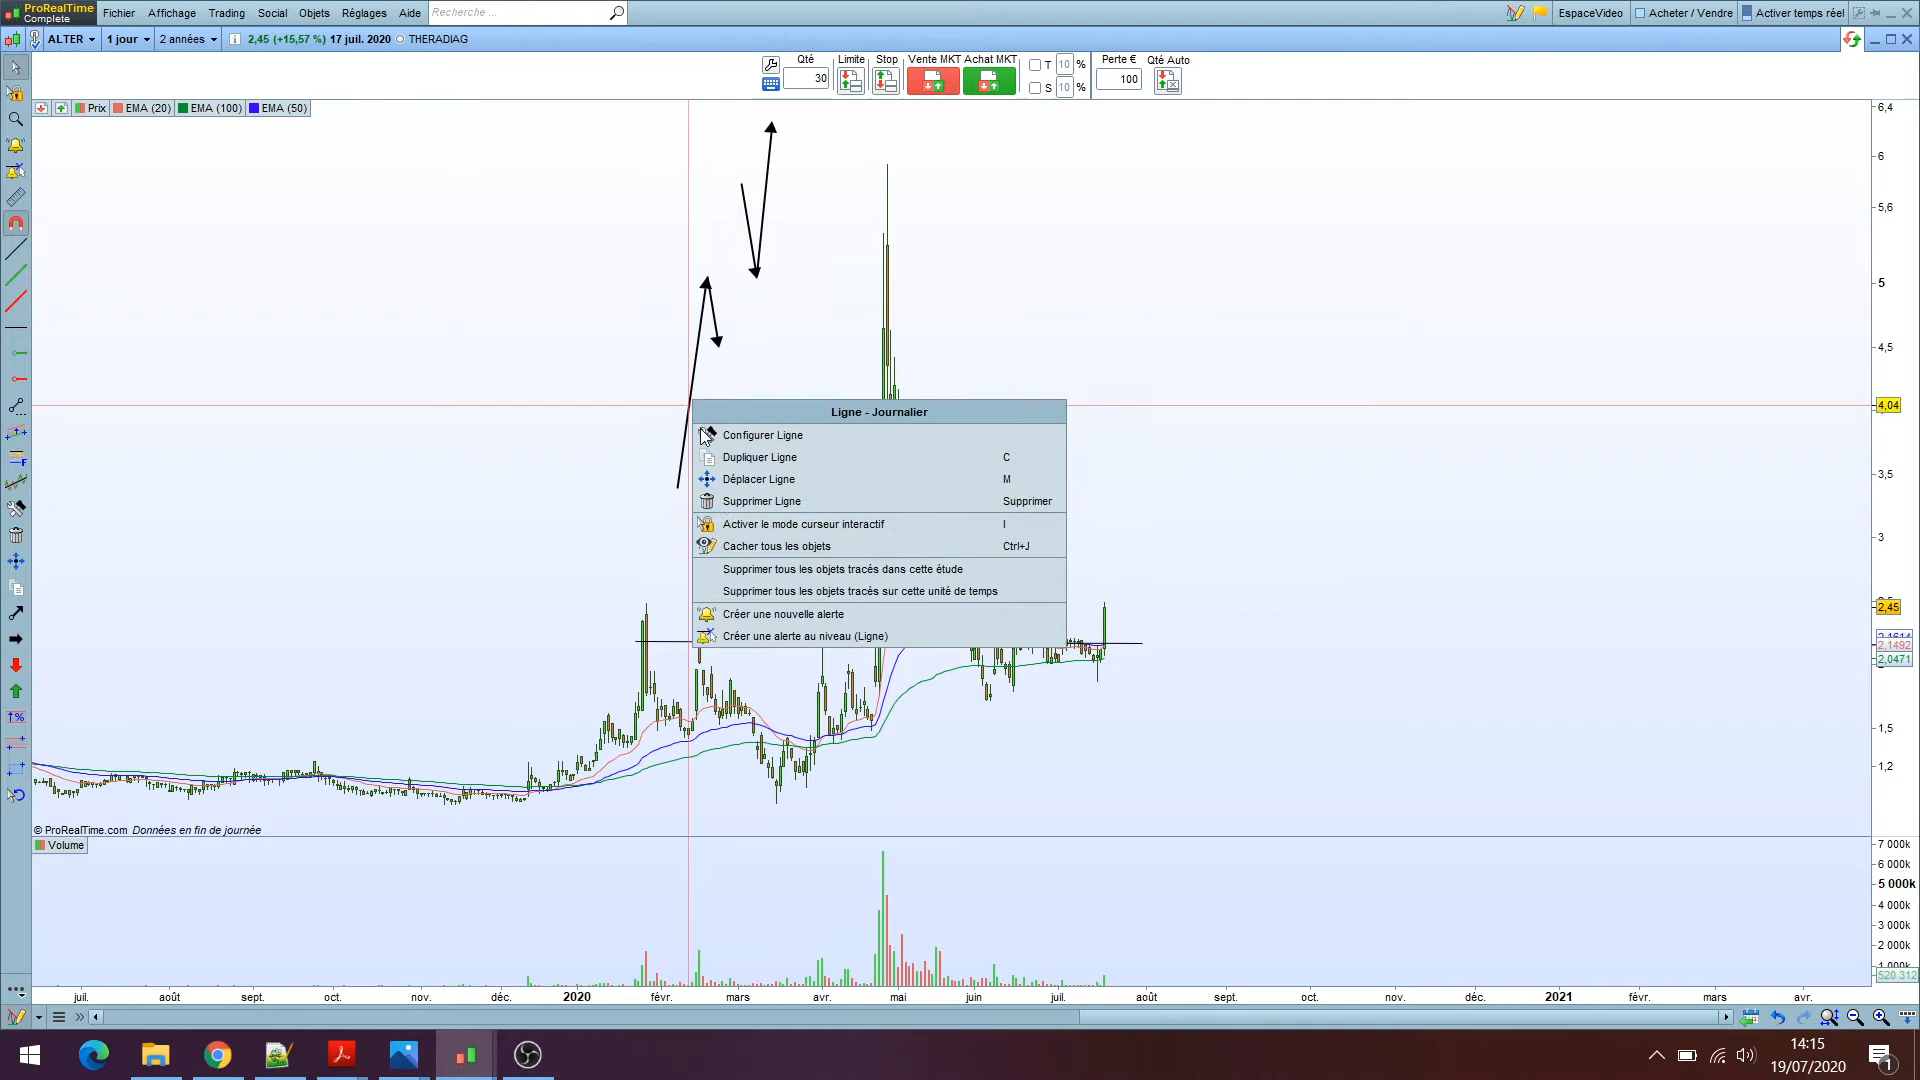 ProRealTime
Complete
Fichier Affichage Trading Social Objets Réglages Aide Recherche ... EspaceVideo Acheter / Vendre Activer temps réel
ALTER 1 jour 2 années 2,45 (+15,57 %) 17 juil. 2020 THERADIAG
Qté Limite Stop Vente MKT Achat MKT T 10 % Perte € Qté Auto
30 S 10 % 100
Prix EMA (20) EMA (100) EMA (50)
6,4
6
5,6
5
4,5
4,04
3,5
3
2,45
2,1492
2,0471
1,5
1,2
Ligne - Journalier
Configurer Ligne
Dupliquer Ligne C
Déplacer Ligne M
Supprimer Ligne Supprimer
Activer le mode curseur interactif I
Cacher tous les objets Ctrl+J
Supprimer tous les objets tracés dans cette étude
Supprimer tous les objets tracés sur cette unité de temps
Créer une nouvelle alerte
Créer une alerte au niveau (Ligne)
© ProRealTime.com Données en fin de journée
Volume
7 000k
6 000k
5 000k
4 000k
3 000k
2 000k
520 312
juil. août sept. oct. nov. déc. 2020 févr. mars avr. mai juin juil. août sept. oct. nov. déc. 2021 févr. mars avr.
14:15
19/07/2020
1